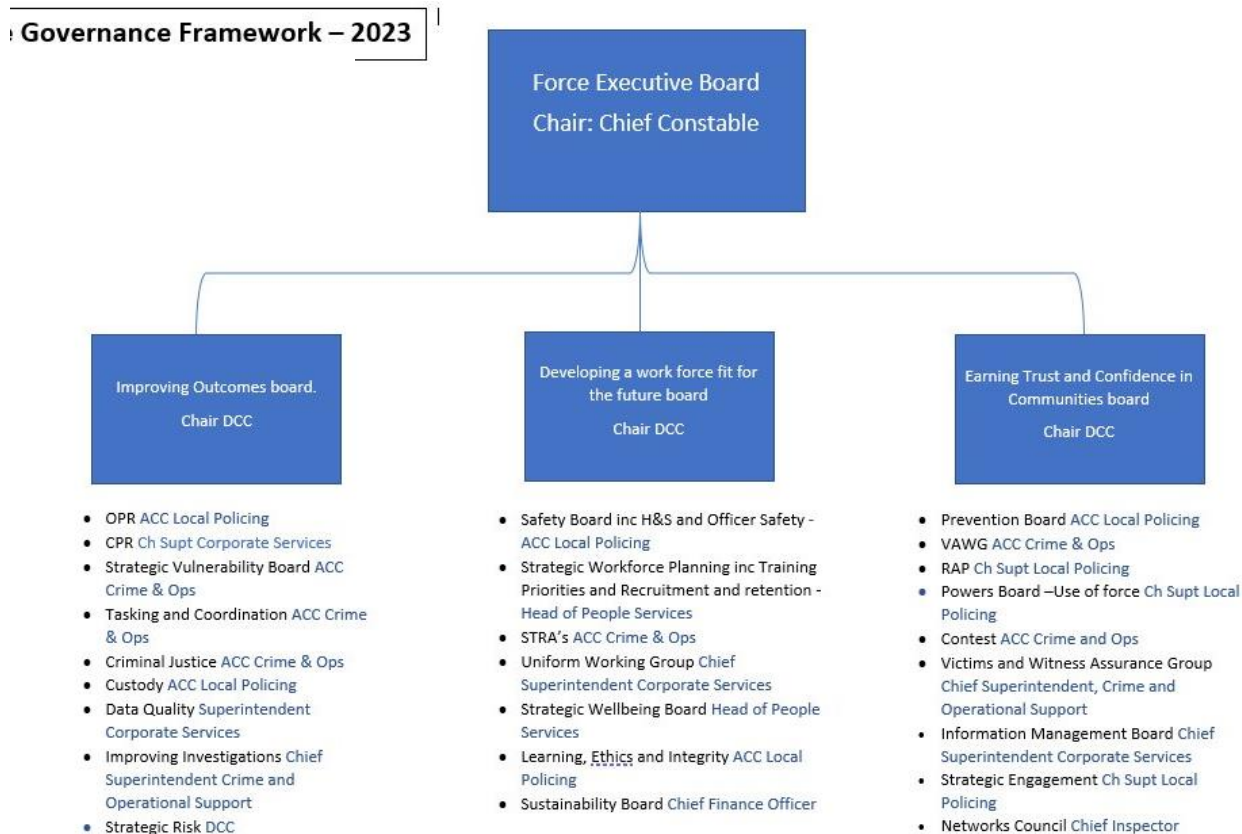 Governance Framework – 2023
Force Executive Board
Chair: Chief Constable
Improving Outcomes board.
Chair DCC
Developing a work force fit for
the future board
Chair DCC
Earning Trust and Confidence in
Communities board
Chair DCC
• OPR ACC Local Policing
• CPR Ch Supt Corporate Services
• Strategic Vulnerability Board ACC
Crime & Ops
• Tasking and Coordination ACC Crime
& Ops
• Criminal Justice ACC Crime & Ops
• Custody ACC Local Policing
• Data Quality Superintendent
Corporate Services
• Improving Investigations Chief
Superintendent Crime and
Operational Support
• Strategic Risk DCC
• Safety Board inc H&S and Officer Safety -
ACC Local Policing
• Strategic Workforce Planning inc Training
Priorities and Recruitment and retention -
Head of People Services
• STRA's ACC Crime & Ops
• Uniform Working Group Chief
Superintendent Corporate Services
• Strategic Wellbeing Board Head of People
Services
• Learning, Ethics and Integrity ACC Local
Policing
• Sustainability Board Chief Finance Officer
• Prevention Board ACC Local Policing
• VAWG ACC Crime & Ops
• RAP Ch Supt Local Policing
• Powers Board –Use of force Ch Supt Local
Policing
• Contest ACC Crime and Ops
• Victims and Witness Assurance Group
Chief Superintendent, Crime and
Operational Support
• Information Management Board Chief
Superintendent Corporate Services
• Strategic Engagement Ch Supt Local
Policing
• Networks Council Chief Inspector